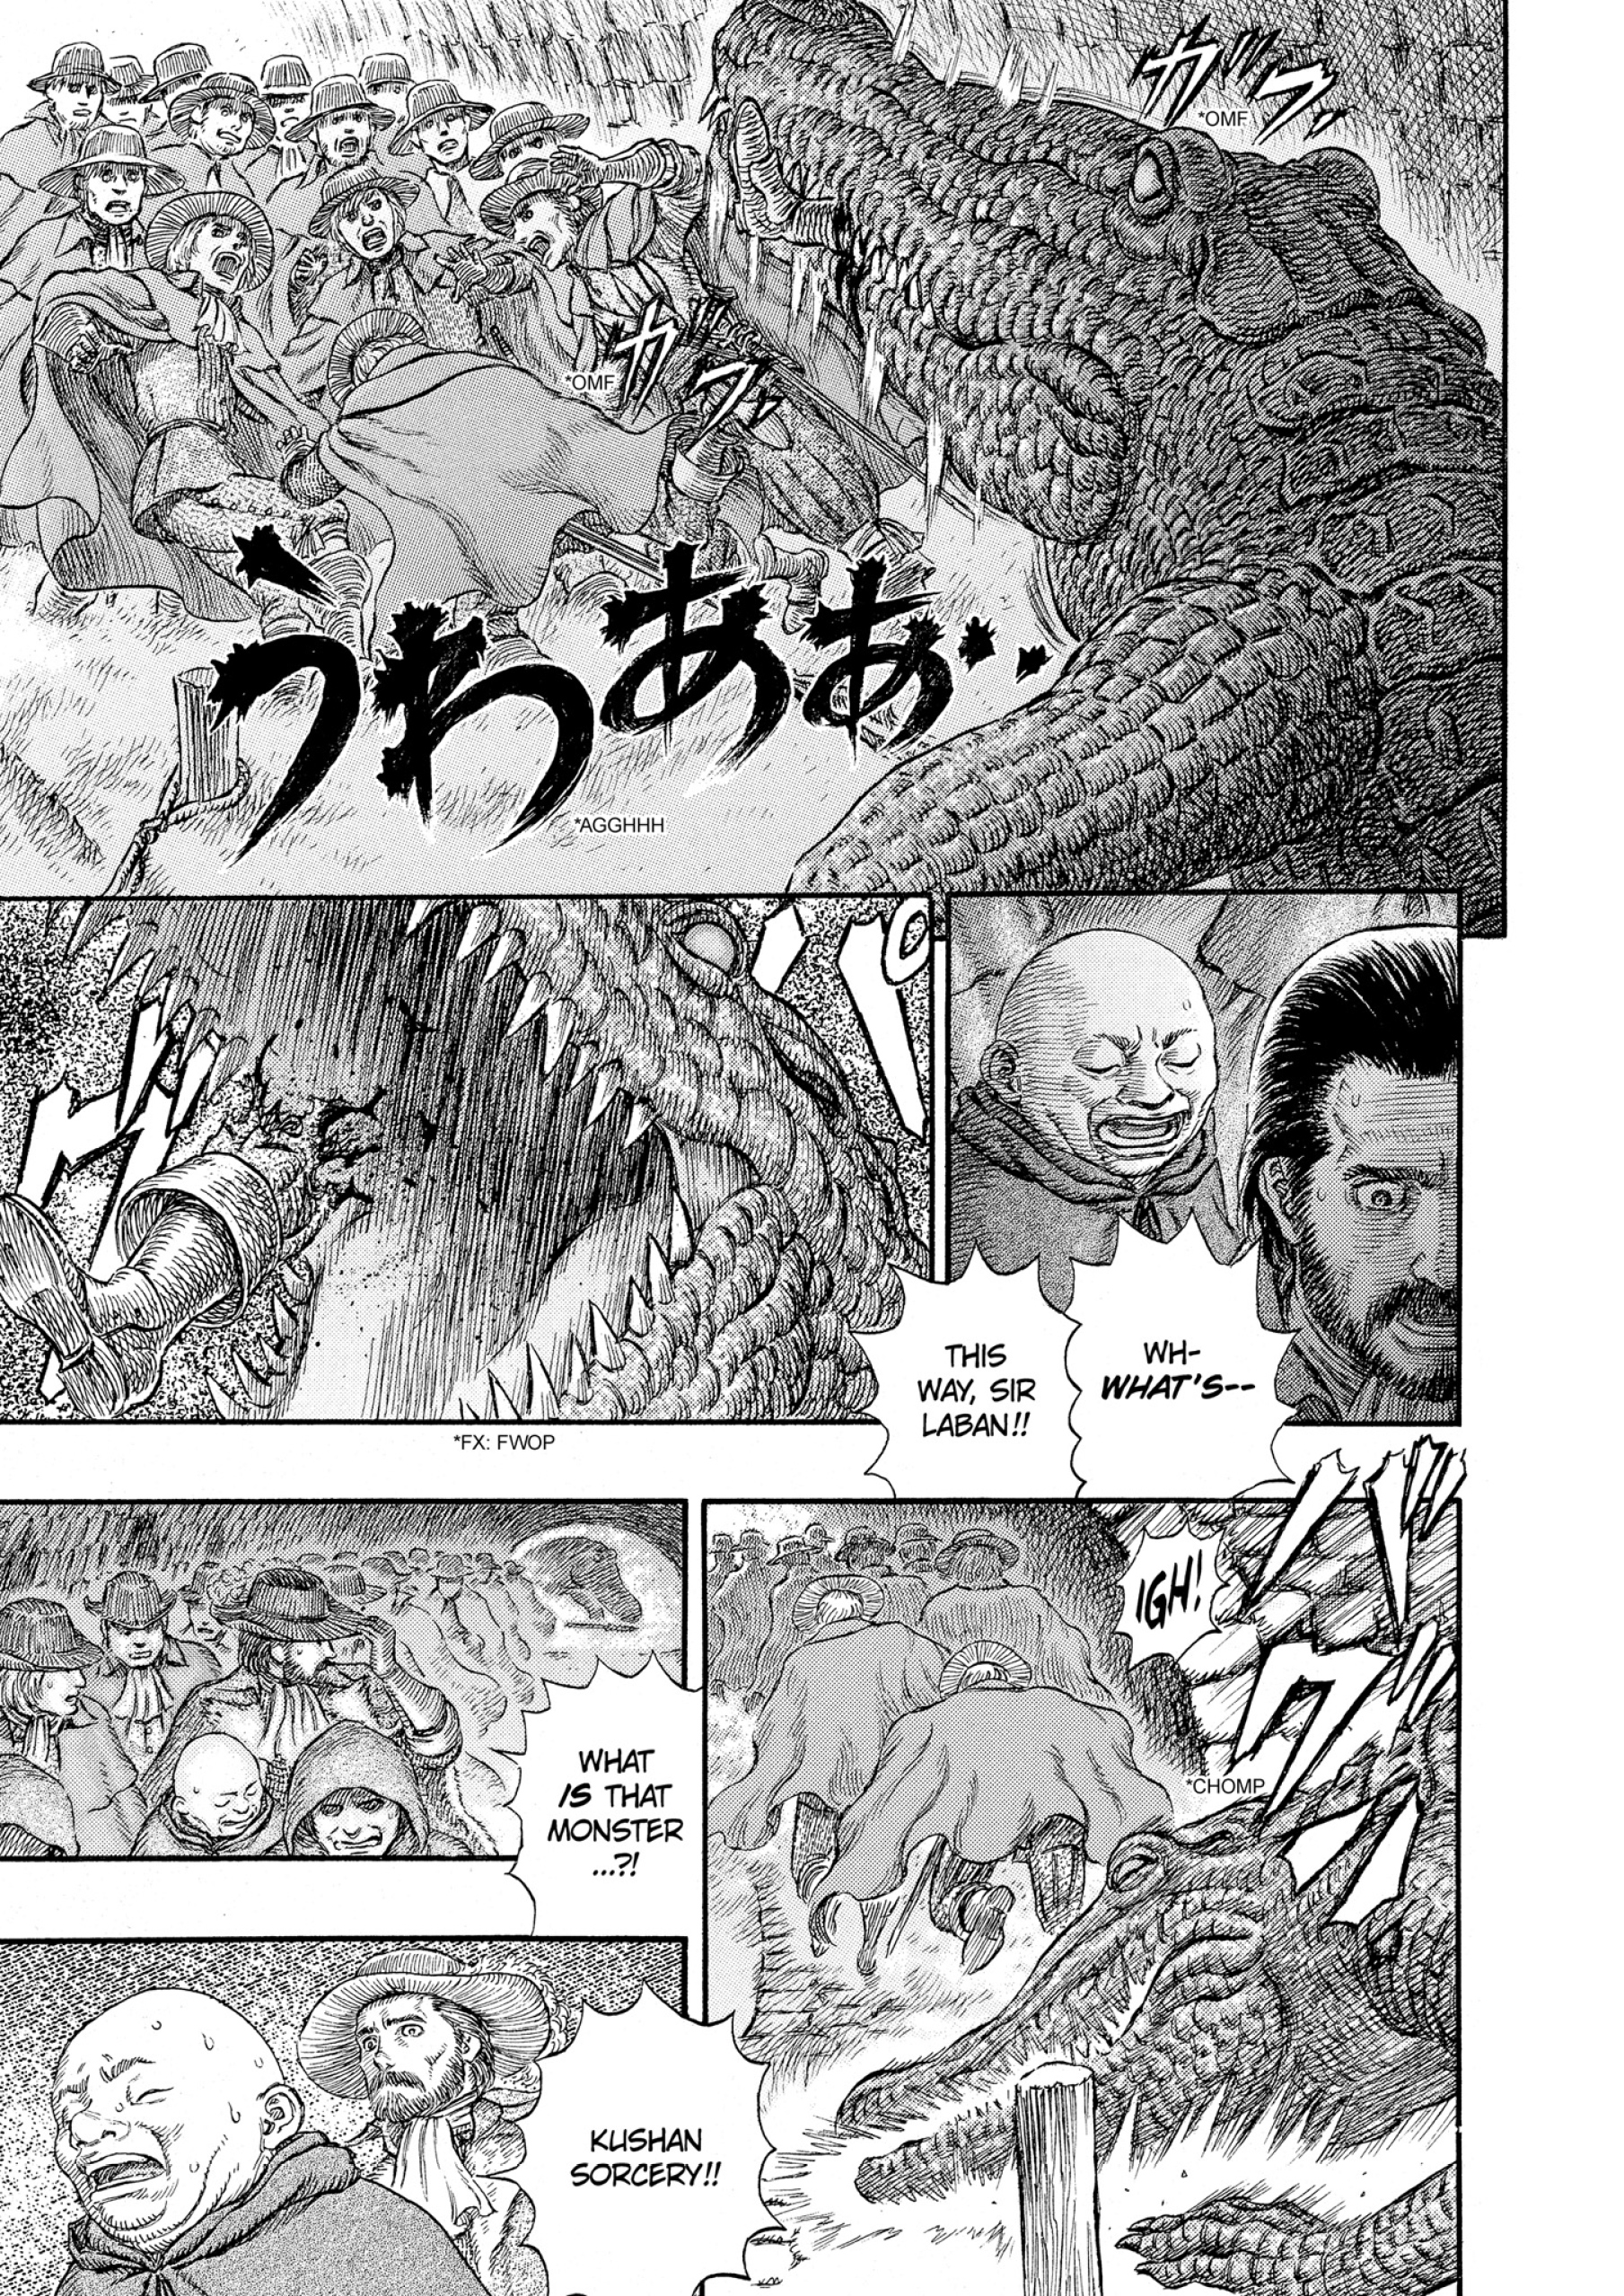 ガブ
*OMF
ガブ
*OMF
うわああ‥‥
*AGGHHH
WH-
WHAT'S--
THIS
WAY, SIR
LABAN!!
*FX: FWOP
IGH!
*CHOMP
WHAT
IS THAT
MONSTER
...?!
KUSHAN
SORCERY!!